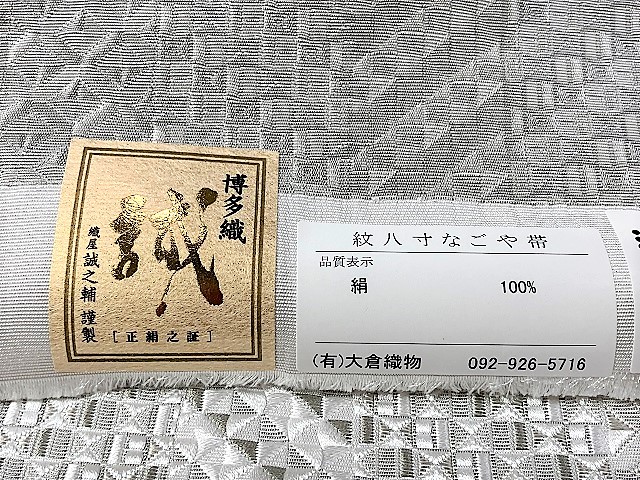 博多織
誠
織屋誠之輔謹製
[正絹之証]
紋八寸なごや帯
品質表示
絹 100%
(有)大倉織物 092-926-5716